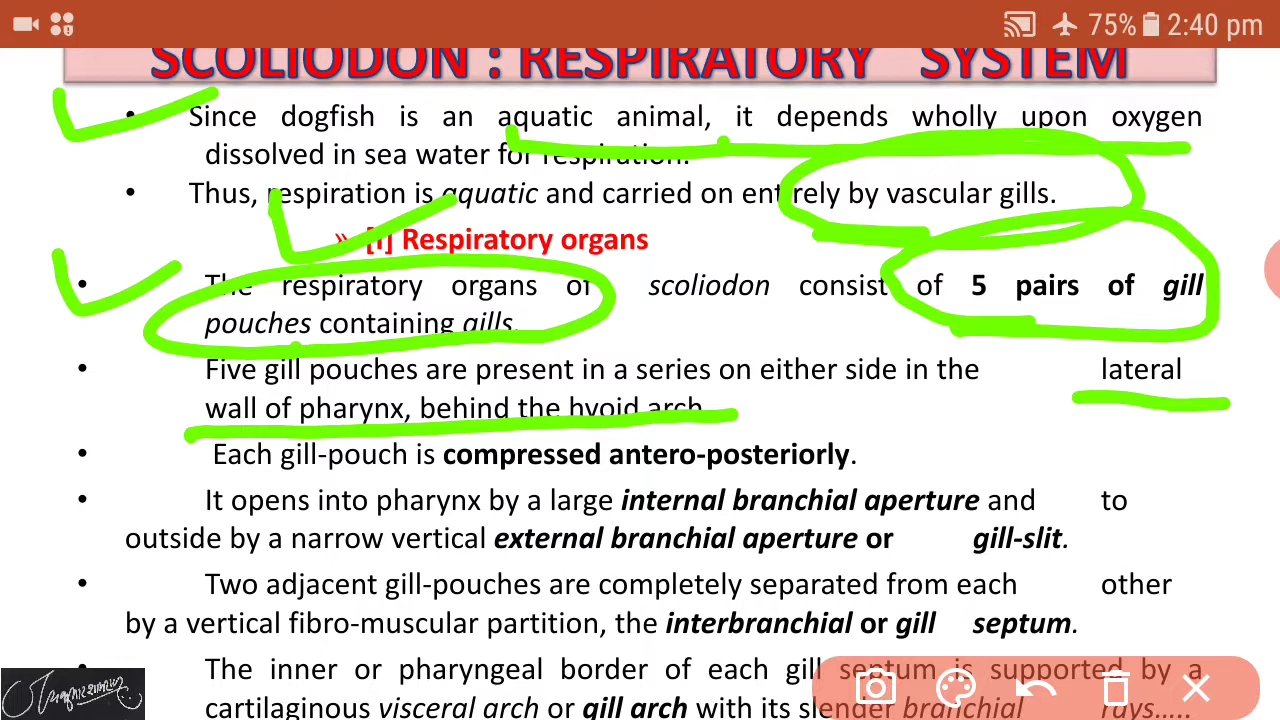 75% 2:40 pm
SCOLIODON : RESPIRATORY SYSTEM
• Since dogfish is an aquatic animal, it depends wholly upon oxygen
dissolved in sea water for respiration.
• Thus, respiration is aquatic and carried on entirely by vascular gills.
» [I] Respiratory organs
• The respiratory organs of scoliodon consist of 5 pairs of gill
pouches containing gills.
• Five gill pouches are present in a series on either side in the lateral
wall of pharynx, behind the hyoid arch.
• Each gill-pouch is compressed antero-posteriorly.
• It opens into pharynx by a large internal branchial aperture and to
outside by a narrow vertical external branchial aperture or gill-slit.
• Two adjacent gill-pouches are completely separated from each other
by a vertical fibro-muscular partition, the interbranchial or gill septum.
• The inner or pharyngeal border of each gill septum is supported by a
cartilaginous visceral arch or gill arch with its slender branchial rays.....